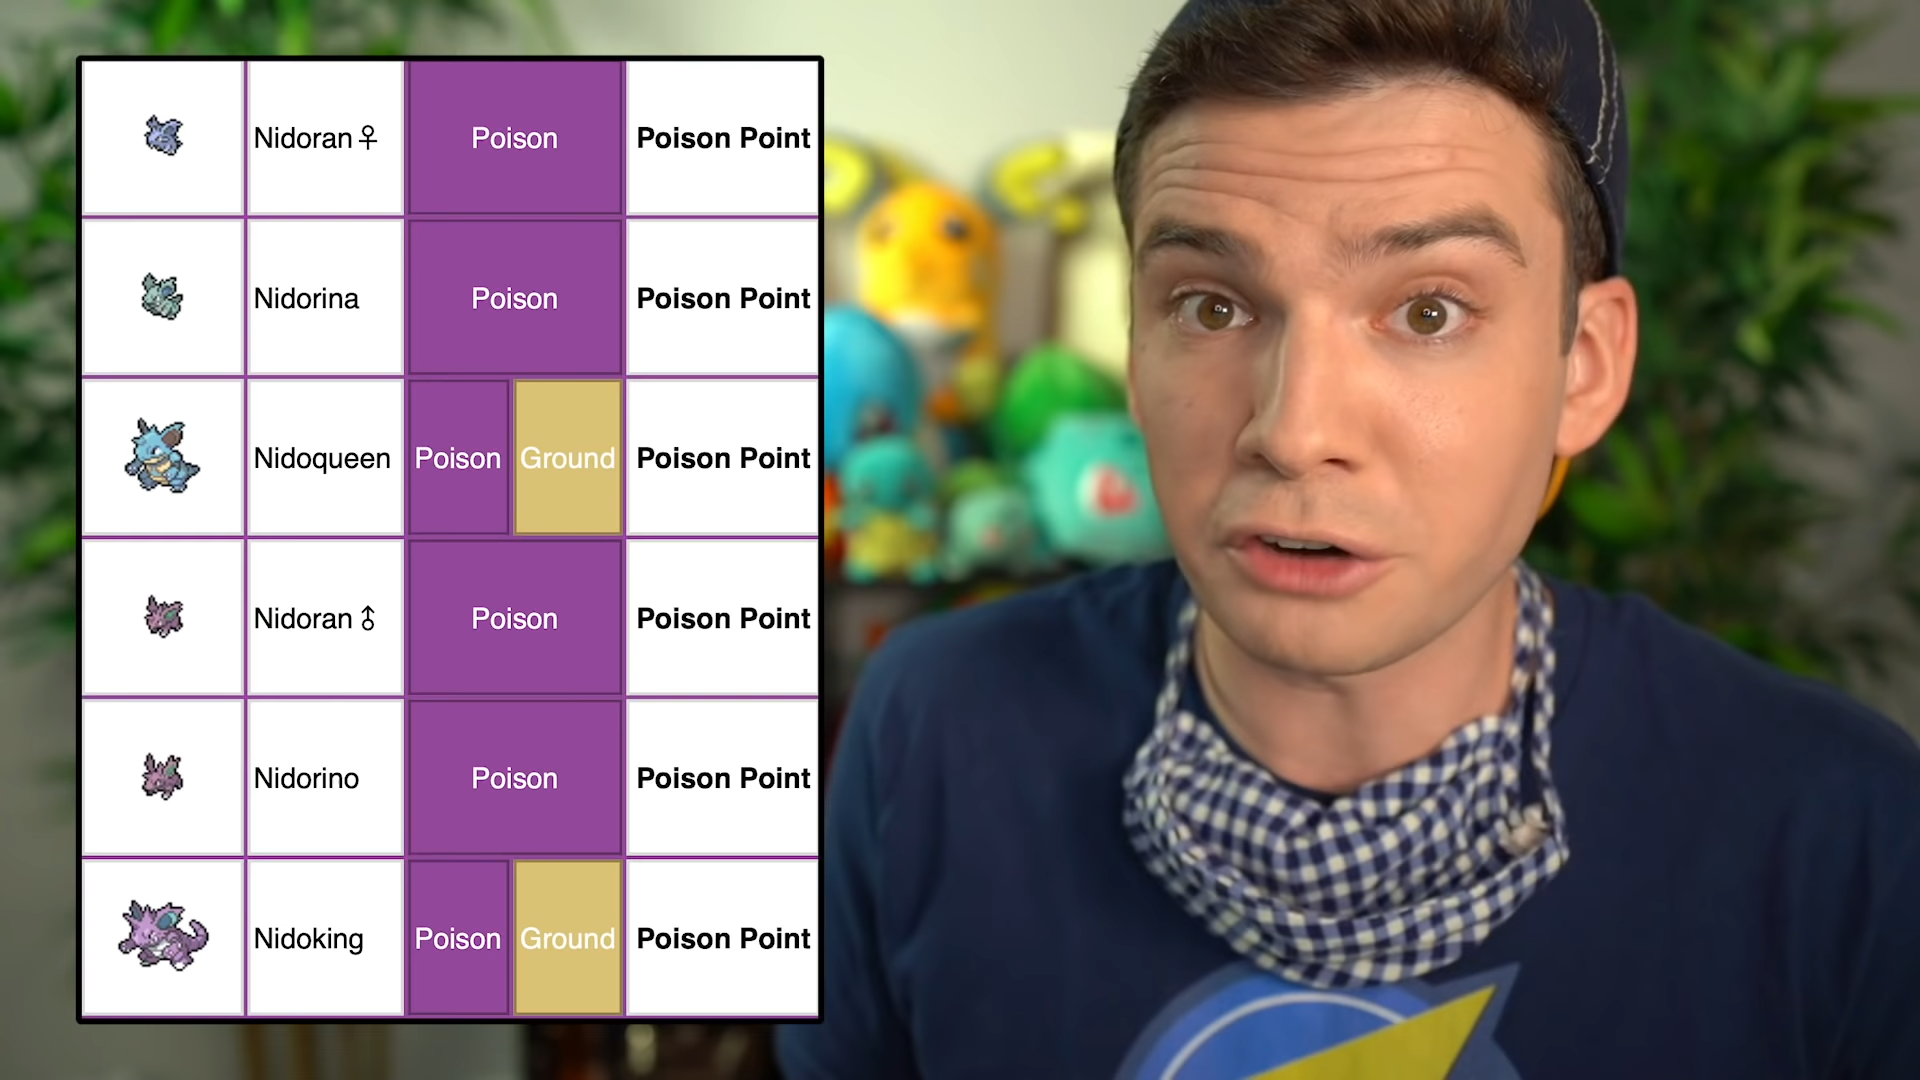 Nidoran♀ Poison Poison Point
Nidorina Poison Poison Point
Nidoqueen Poison Ground Poison Point
Nidoran♂ Poison Poison Point
Nidorino Poison Poison Point
Nidoking Poison Ground Poison Point